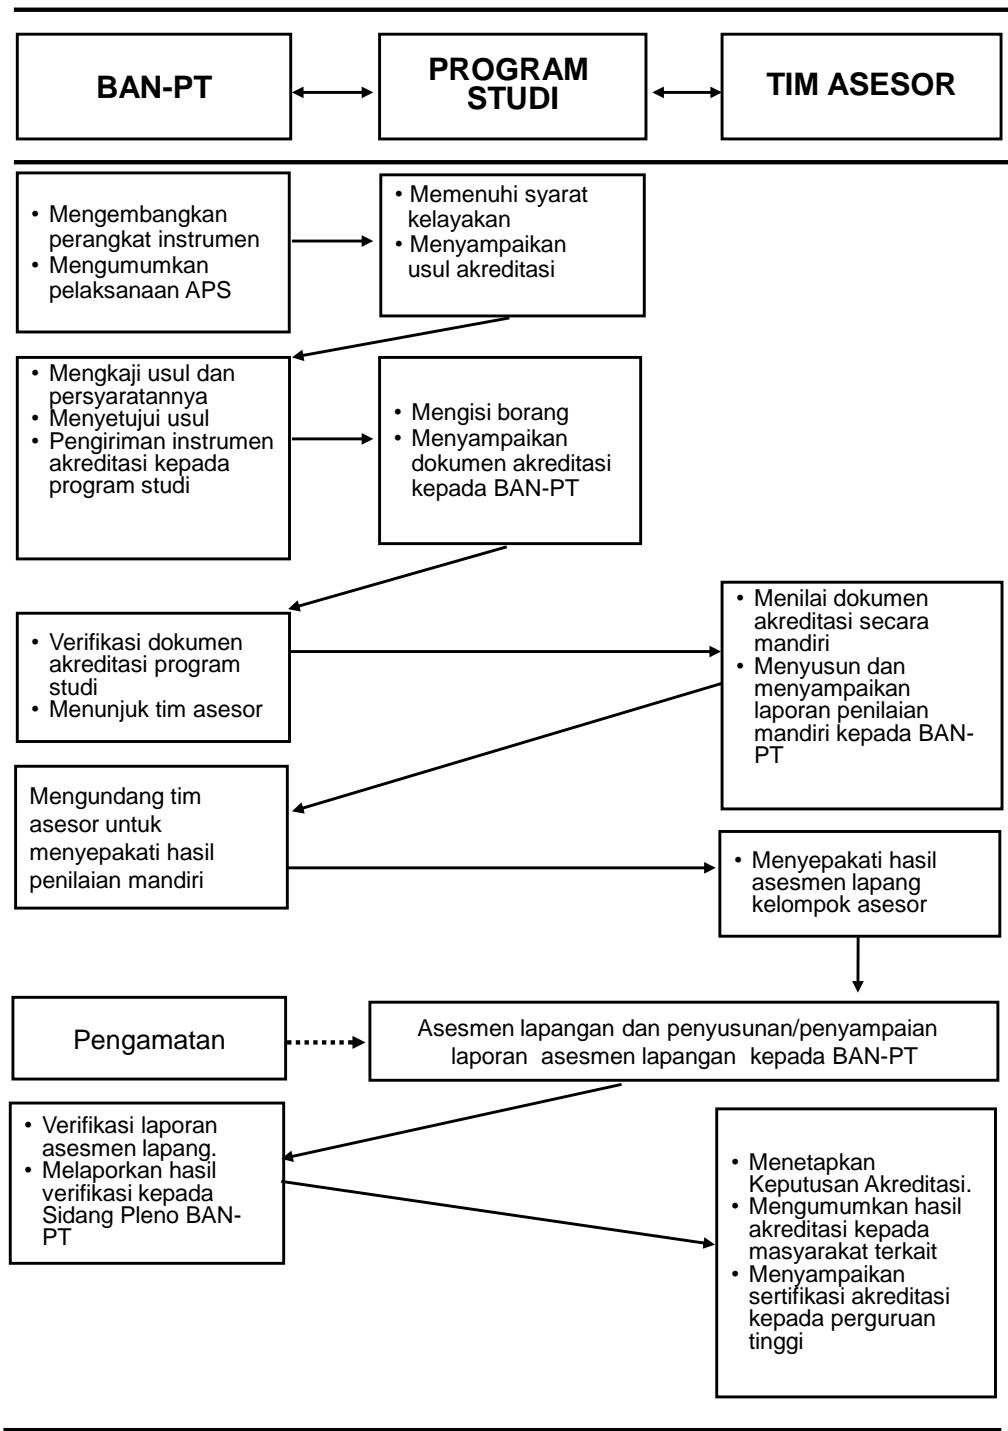 BAN-PT
PROGRAM
STUDI
TIM ASESOR
• Mengembangkan
perangkat instrumen
• Mengumumkan
pelaksanaan APS
• Memenuhi syarat
kelayakan
• Menyampaikan
usul akreditasi
• Mengkaji usul dan
persyaratannya
• Menyetujui usul
• Pengiriman instrumen
akreditasi kepada
program studi
• Mengisi borang
• Menyampaikan
dokumen akreditasi
kepada BAN-PT
• Verifikasi dokumen
akreditasi program
studi
• Menunjuk tim asesor
• Menilai dokumen
akreditasi secara
mandiri
• Menyusun dan
menyampaikan
laporan penilaian
mandiri kepada BAN-
PT
Mengundang tim
asesor untuk
menyepakati hasil
penilaian mandiri
• Menyepakati hasil
asesmen lapang
kelompok asesor
Pengamatan
Asesmen lapangan dan penyusunan/penyampaian
laporan asesmen lapangan kepada BAN-PT
• Verifikasi laporan
asesmen lapang.
• Melaporkan hasil
verifikasi kepada
Sidang Pleno BAN-
PT
• Menetapkan
Keputusan Akreditasi.
• Mengumumkan hasil
akreditasi kepada
masyarakat terkait
• Menyampaikan
sertifikasi akreditasi
kepada perguruan
tinggi